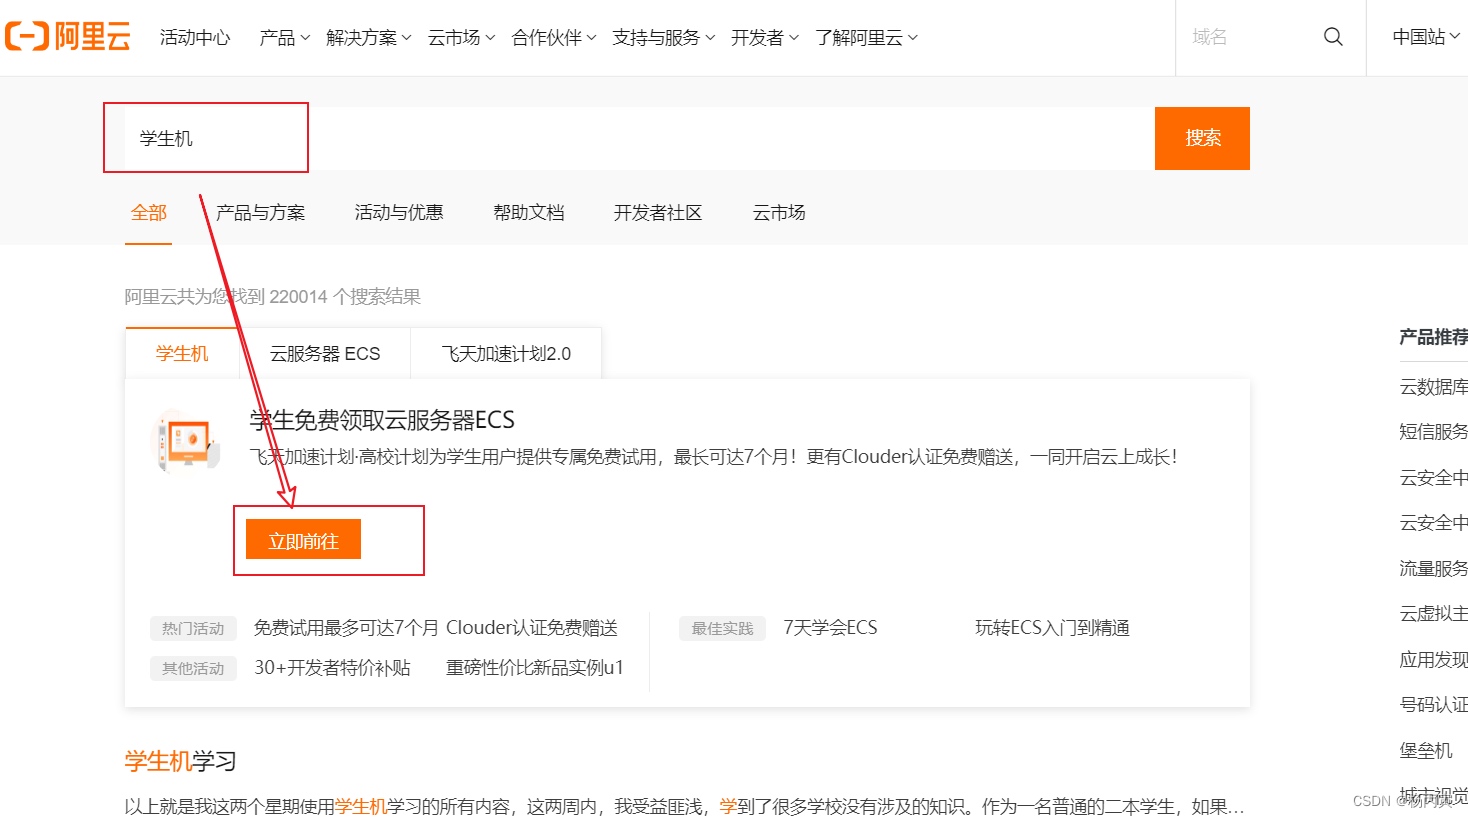 阿里云 活动中心 产品 解决方案 云市场 合作伙伴 支持与服务 开发者 了解阿里云 域名 中国站
学生机 搜索
全部 产品与方案 活动与优惠 帮助文档 开发者社区 云市场
阿里云共为您找到 220014 个搜索结果
学生机 云服务器 ECS 飞天加速计划2.0
学生免费领取云服务器ECS
飞天加速计划·高校计划为学生用户提供专属免费试用，最长可达7个月！更有Clouder认证免费赠送，一同开启云上成长！
立即前往
热门活动 免费试用最多可达7个月 Clouder认证免费赠送 最佳实践 7天学会ECS 玩转ECS入门到精通
其他活动 30+开发者特价补贴 重磅性价比新品实例u1
学生机学习
以上就是我这两个星期使用学生机学习的所有内容，这两周内，我受益匪浅，学到了很多学校没有涉及的知识。作为一名普通的二本学生，如果...
产品推荐
云数据库
短信服务
云安全中
云安全中
流量服务
云虚拟主
应用发现
号码认证
堡垒机
城市视觉
CSDN